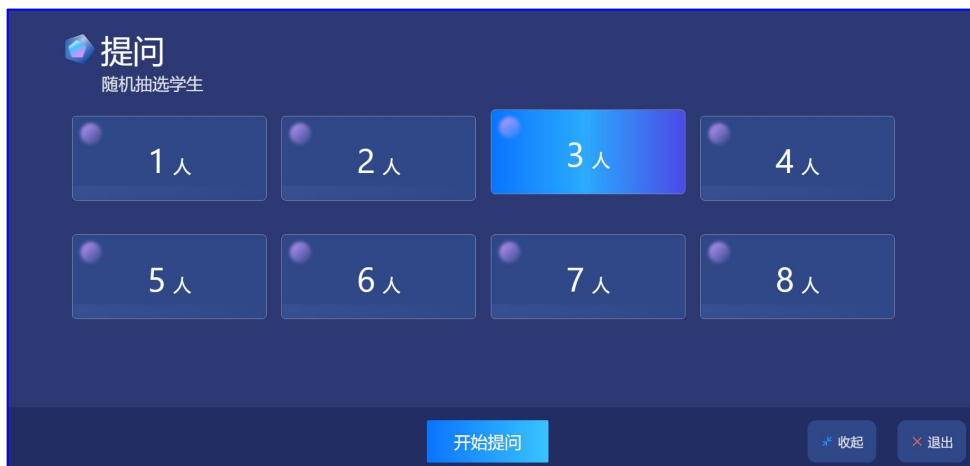 提问
随机抽选学生
1 人
2 人
3 人
4 人
5 人
6 人
7 人
8 人
开始提问
收起
退出